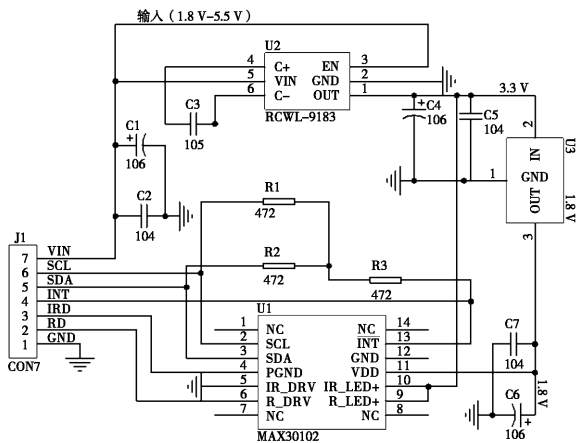 输入（1.8 V-5.5 V）
U2
4 C+ EN 3
5 VIN GND 2
6 C- OUT 1
RCWL-9183
C3
105
C1
+
106
C2
104
C4
+
106
C5
104
3.3 V
2
U3
IN
1 GND
OUT
1.8 V
3
R1
472
R2
472
R3
472
J1
7 VIN
6 SCL
5 SDA
4 INT
3 IRD
2 RD
1 GND
CON7
U1
1 NC NC 14
2 SCL INT 13
3 SDA GND 12
4 PGND VDD 11
5 IR_DRV IR_LED+ 10
6 R_DRV R_LED+ 9
7 NC NC 8
MAX30102
C7
104
1.8 V
C6
106
+